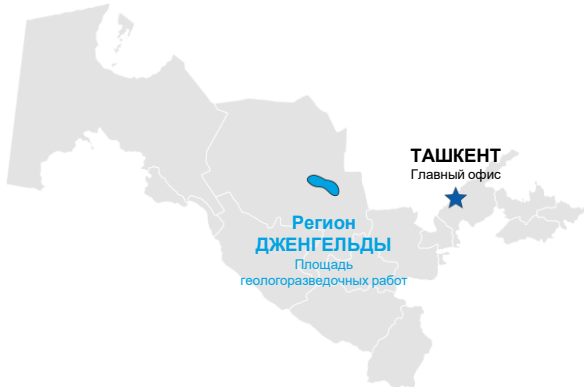 ТАШКЕНТ
Главный офис
Регион
ДЖЕНГЕЛЬДЫ
Площадь
геологоразведочных работ